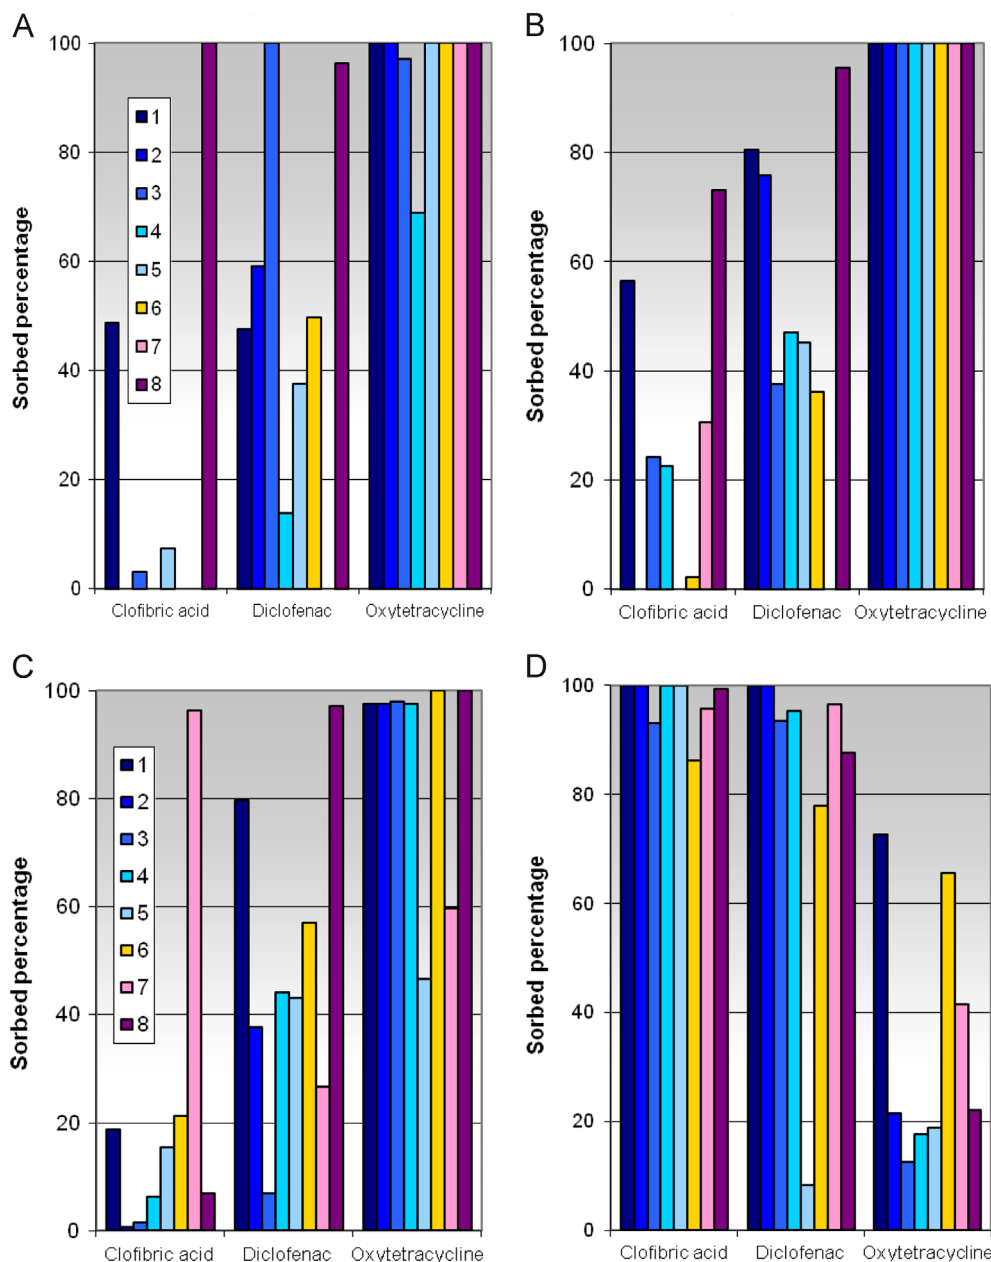 A
100
80
60
40
20
0
Sorbed percentage
1
2
3
4
5
6
7
8
Clofibric acid
Diclofenac
Oxytetracycline
B
100
80
60
40
20
0
Sorbed percentage
Clofibric acid
Diclofenac
Oxytetracycline
C
100
80
60
40
20
0
Sorbed percentage
1
2
3
4
5
6
7
8
Clofibric acid
Diclofenac
Oxytetracycline
D
100
80
60
40
20
0
Sorbed percentage
Clofibric acid
Diclofenac
Oxytetracycline